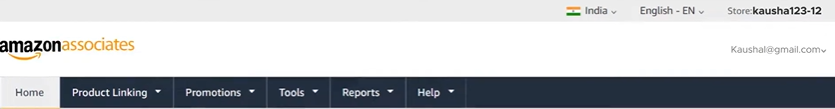 India English - EN Store:kausha123-12
amazonassociates
Kaushal@gmail.com
Home Product Linking Promotions Tools Reports Help